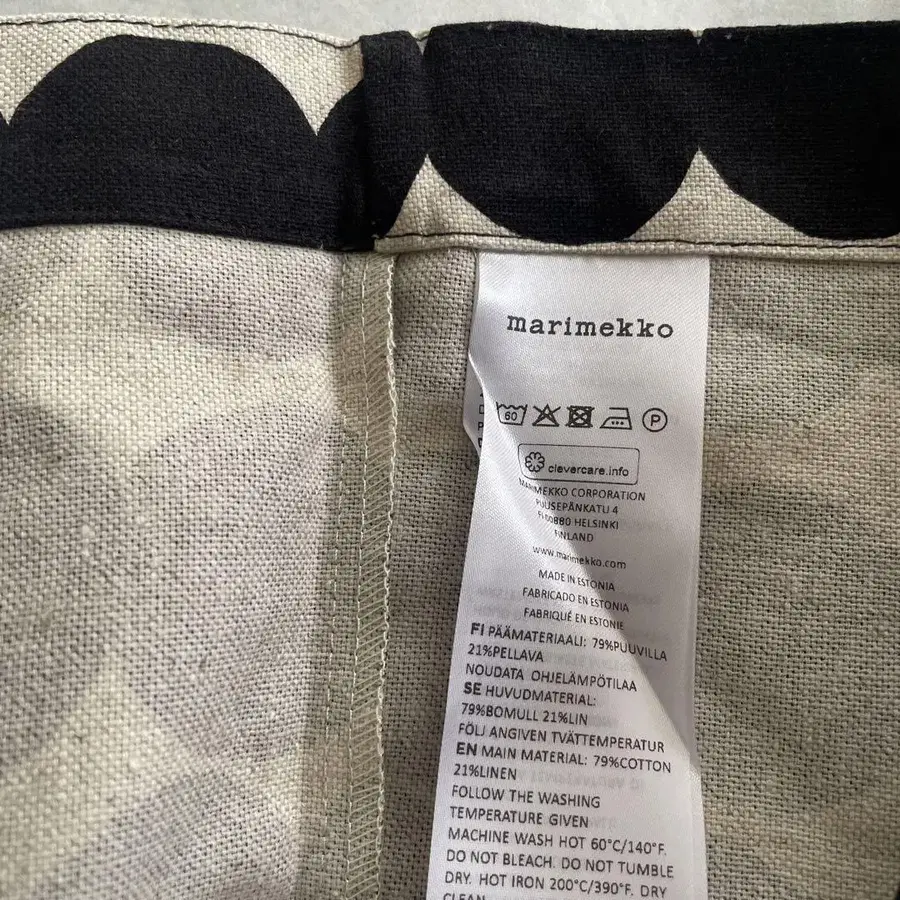 marimekko
60
P
clevercare.info
MARIMEKKO CORPORATION
PUUSEPÄNKATU 4
FI-00880 HELSINKI
FINLAND
www.marimekko.com
MADE IN ESTONIA
FABRICADO EN ESTONIA
FABRIQUÉ EN ESTONIE
FI PÄÄMATERIAALI: 79%PUUVILLA
21%PELLAVA
NOUDATA OHJELÄMPÖTILAA
SE HUVUDMATERIAL:
79%BOMULL 21%LIN
FÖLJ ANGIVEN TVÄTTEMPERATUR
EN MAIN MATERIAL: 79%COTTON
21%LINEN
FOLLOW THE WASHING
TEMPERATURE GIVEN
MACHINE WASH HOT 60°C/140°F.
DO NOT BLEACH. DO NOT TUMBLE
DRY. HOT IRON 200°C/390°F. DRY
CLEAN